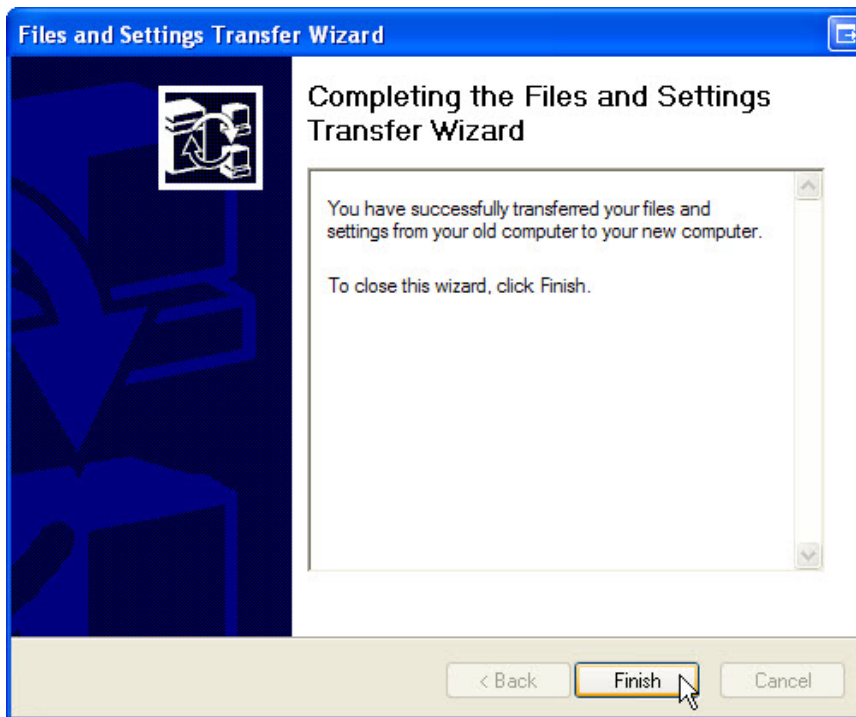 Files and Settings Transfer Wizard
Completing the Files and Settings
Transfer Wizard
You have successfully transferred your files and
settings from your old computer to your new computer.
To close this wizard, click Finish.
< Back Finish Cancel